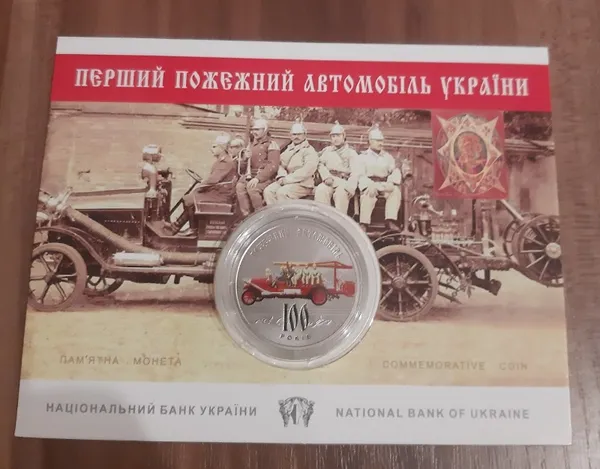 ПЕРШИЙ ПОЖЕЖНИЙ АВТОМОБІЛЬ УКРАЇНИ
100
РОКІВ
ПАМ'ЯТНА МОНЕТА
COMMEMORATIVE COIN
НАЦІОНАЛЬНИЙ БАНК УКРАЇНИ
NATIONAL BANK OF UKRAINE